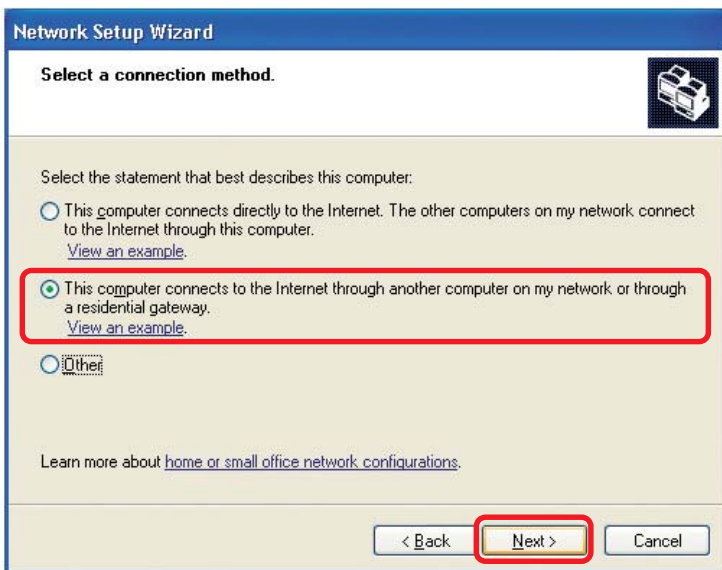 Network Setup Wizard
Select a connection method.
Select the statement that best describes this computer:
This computer connects directly to the Internet. The other computers on my network connect
to the Internet through this computer.
View an example.
This computer connects to the Internet through another computer on my network or through
a residential gateway.
View an example.
Other
Learn more about home or small office network configurations.
< Back Next > Cancel